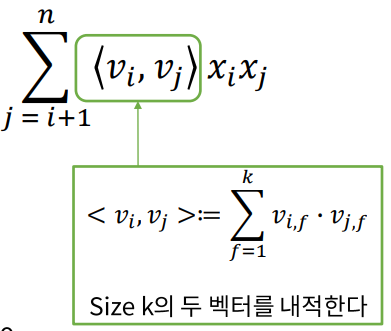 n
∑ ⟨v_i, v_j⟩ x_i x_j
j = i+1
k
< v_i, v_j >:= ∑ v_{i,f} · v_{j,f}
f=1
Size k의 두 벡터를 내적한다